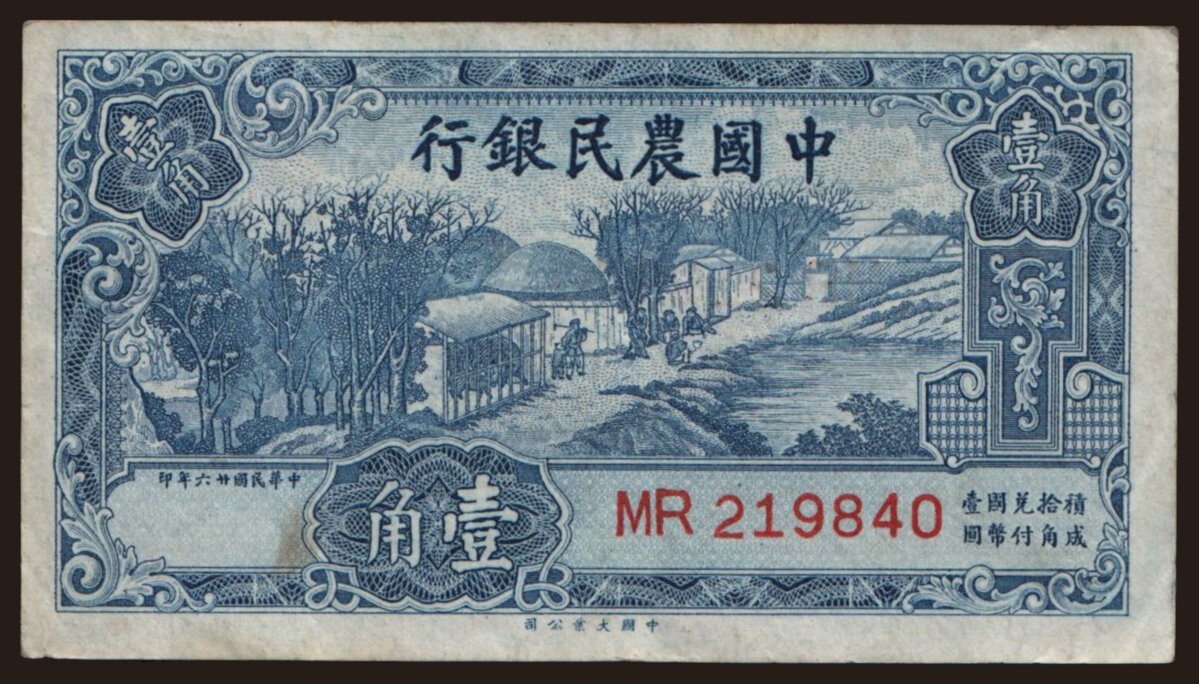 中國農民銀行
壹角
壹角
中華民國廿六年印
壹角
MR 219840
積拾兌國壹
成角付幣圓
中國大業公司